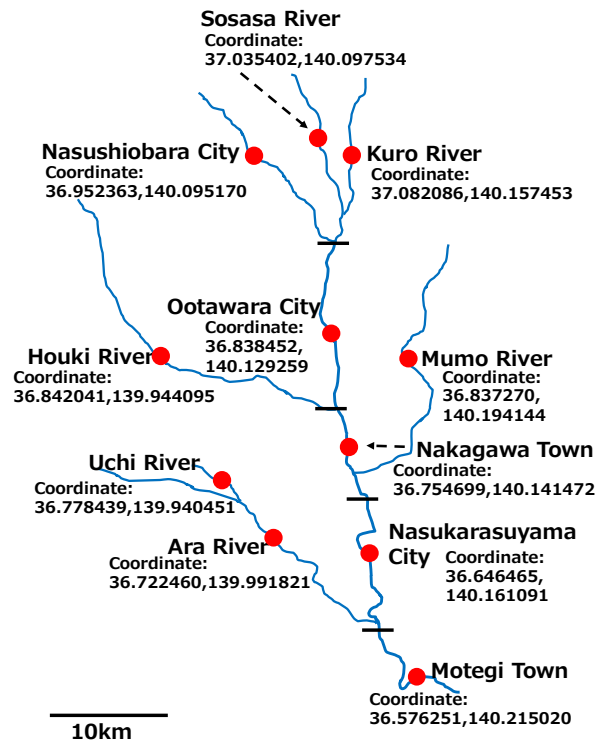 Sosasa River
Coordinate:
37.035402,140.097534
Nasushiobara City
Coordinate:
36.952363,140.095170
Kuro River
Coordinate:
37.082086,140.157453
Ootawara City
Coordinate:
36.838452,
140.129259
Houki River
Coordinate:
36.842041,139.944095
Mumo River
Coordinate:
36.837270,
140.194144
Nakagawa Town
Coordinate:
36.754699,140.141472
Uchi River
Coordinate:
36.778439,139.940451
Ara River
Coordinate:
36.722460,139.991821
Nasukarasuyama
City
Coordinate:
36.646465,
140.161091
Motegi Town
Coordinate:
36.576251,140.215020
10km